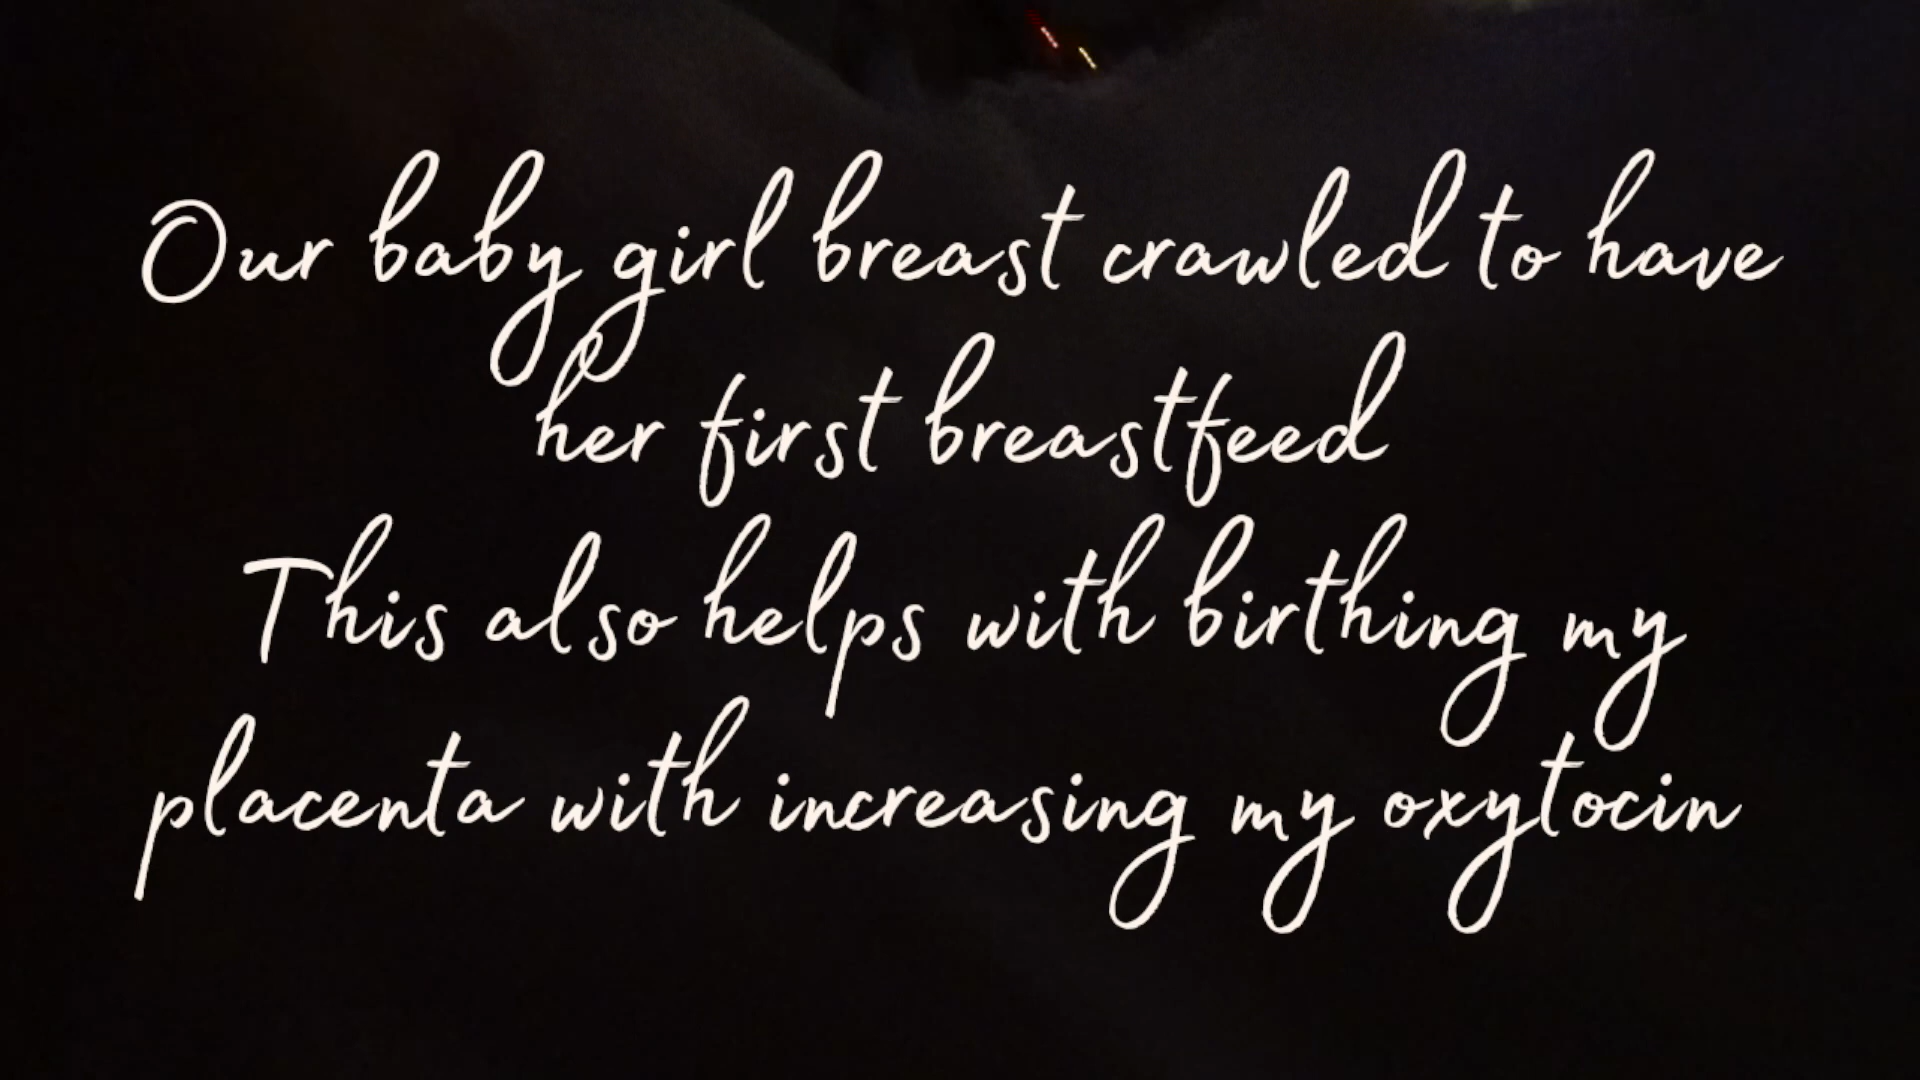 Our baby girl breast crawled to have
her first breastfeed
This also helps with birthing my
placenta with increasing my oxytocin